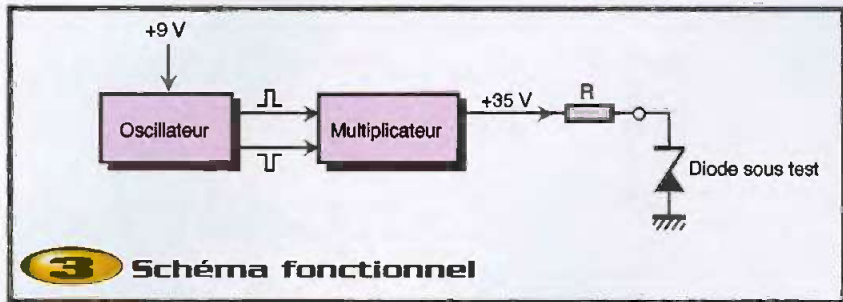 +9 V
Oscillateur
Multiplicateur
+35 V
R
Diode sous test
3 Schéma fonctionnel